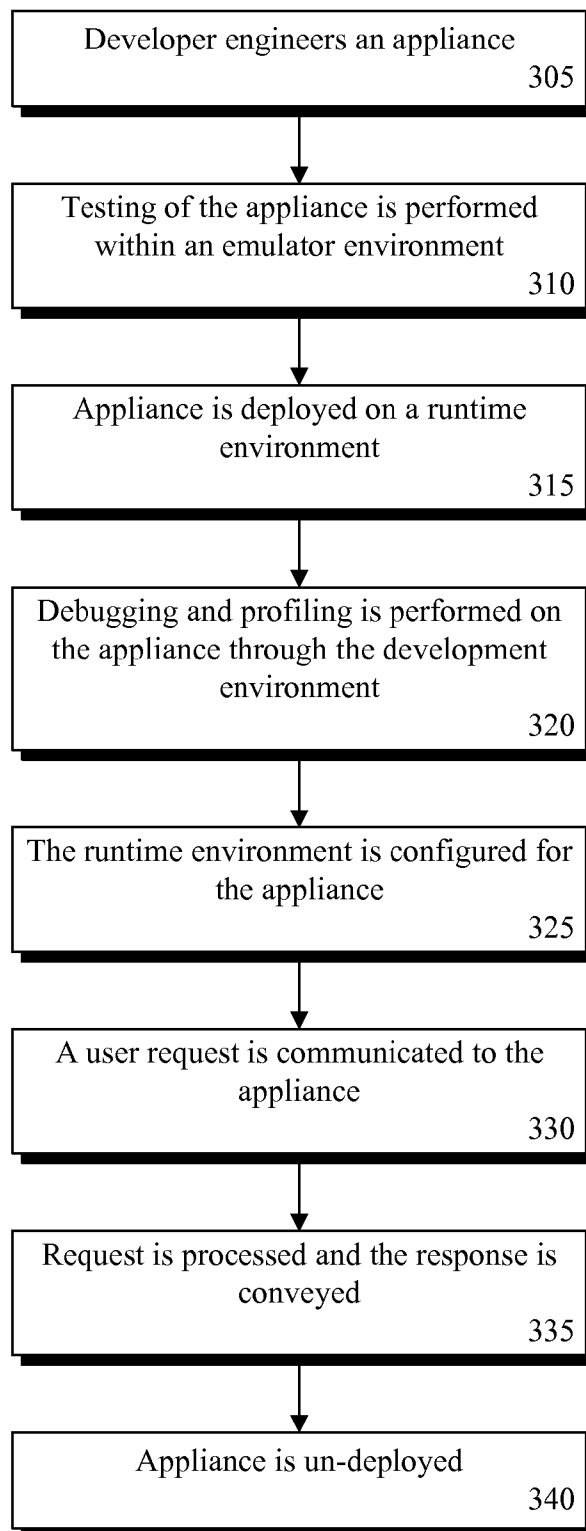 Developer engineers an appliance
305
Testing of the appliance is performed
within an emulator environment
310
Appliance is deployed on a runtime
environment
315
Debugging and profiling is performed on
the appliance through the development
environment
320
The runtime environment is configured for
the appliance
325
A user request is communicated to the
appliance
330
Request is processed and the response is
conveyed
335
Appliance is un-deployed
340